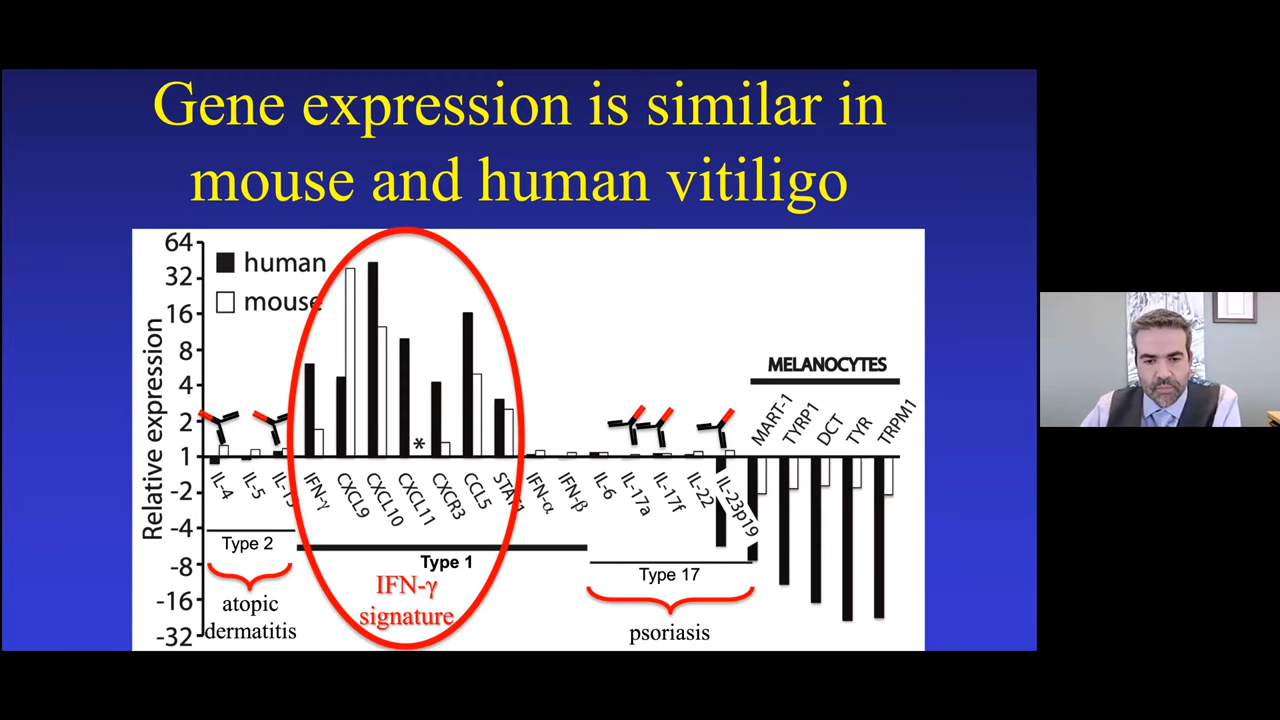 Gene expression is similar in
mouse and human vitiligo
Relative expression
64
32
16
8
4
2
1
-2
-4
-8
-16
-32
human
mouse
*
MELANOCYTES
MART-1
TYRP1
DCT
TYR
TRPM1
IL-4
IL-5
IL-13
IFN-γ
CXCL9
CXCL10
CXCL11
CXCR3
CCL5
STAT1
IFN-α
IFN-β
IL-6
IL-17a
IL-17f
IL-22
IL-23p19
Type 2
Type 1
Type 17
atopic
dermatitis
IFN-γ
signature
psoriasis